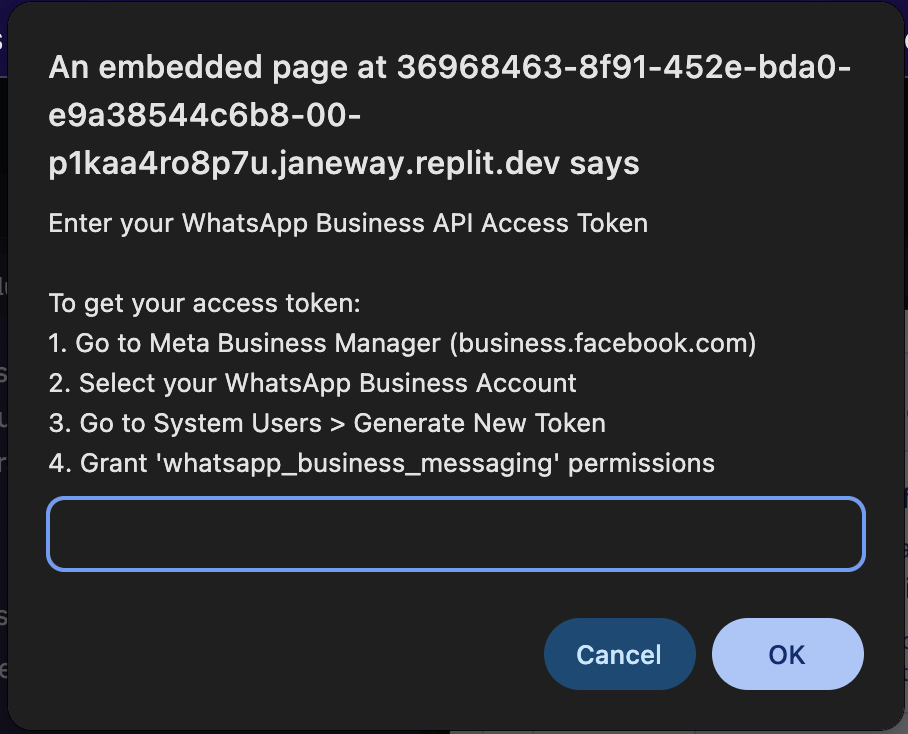 An embedded page at 36968463-8f91-452e-bda0-
e9a38544c6b8-00-
p1kaa4ro8p7u.janeway.replit.dev says
Enter your WhatsApp Business API Access Token
To get your access token:
1. Go to Meta Business Manager (business.facebook.com)
2. Select your WhatsApp Business Account
3. Go to System Users > Generate New Token
4. Grant 'whatsapp_business_messaging' permissions
Cancel
OK